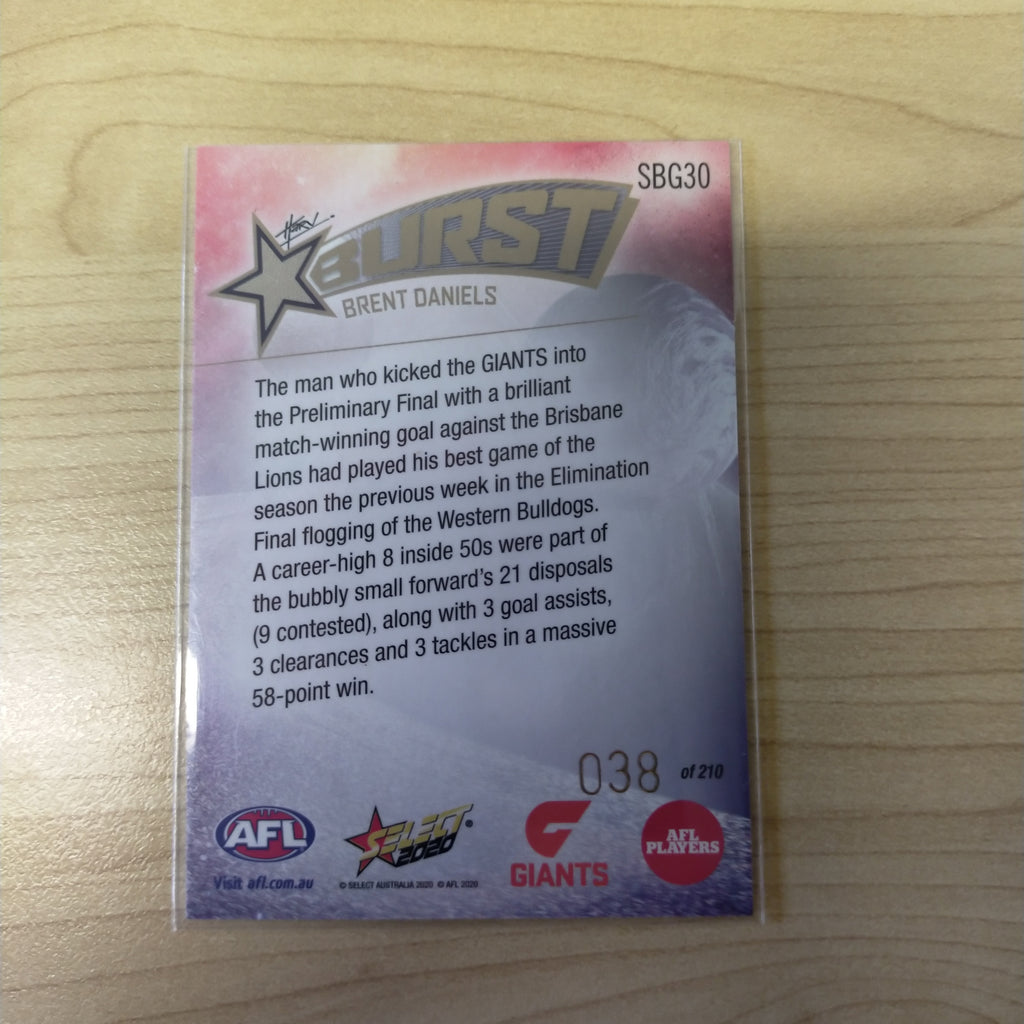 SBG30
BURST
BRENT DANIELS
The man who kicked the GIANTS into
the Preliminary Final with a brilliant
match-winning goal against the Brisbane
Lions had played his best game of the
season the previous week in the Elimination
Final flogging of the Western Bulldogs.
A career-high 8 inside 50s were part of
the bubbly small forward's 21 disposals
(9 contested), along with 3 goal assists,
3 clearances and 3 tackles in a massive
58-point win.
038 of 210
AFL
Visit afl.com.au
SELECT®
2020
© SELECT AUSTRALIA 2020 © AFL 2020
G
GIANTS
AFL
PLAYERS